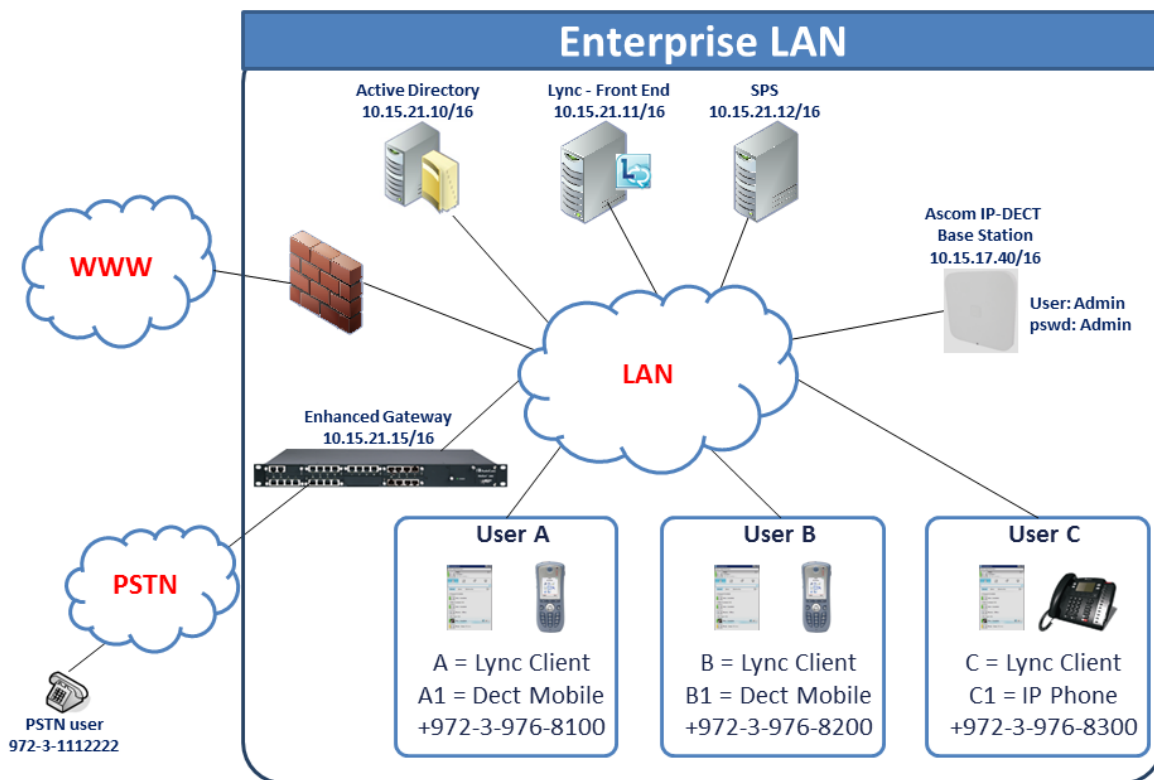 Enterprise LAN
Active Directory
10.15.21.10/16
Lync - Front End
10.15.21.11/16
SPS
10.15.21.12/16
Ascom IP-DECT
Base Station
10.15.17.40/16
User: Admin
pswd: Admin
WWW
LAN
Enhanced Gateway
10.15.21.15/16
PSTN
PSTN user
972-3-1112222
User A
A = Lync Client
A1 = Dect Mobile
+972-3-976-8100
User B
B = Lync Client
B1 = Dect Mobile
+972-3-976-8200
User C
C = Lync Client
C1 = IP Phone
+972-3-976-8300